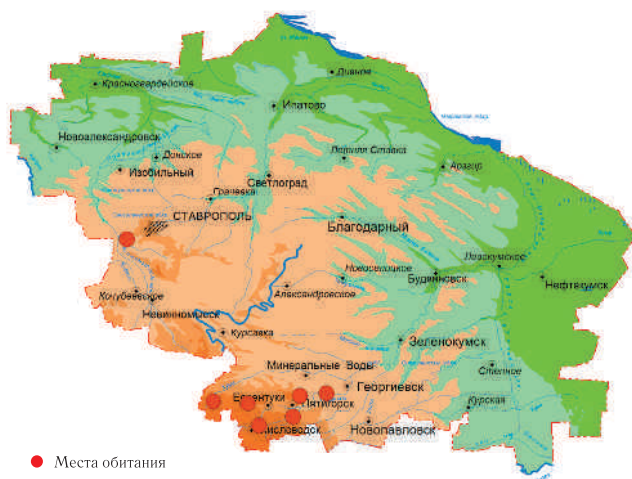 Дивное
Красногвардейское
Ипатово
Новоалександровск
Донское
Летняя Ставка
Арзгир
Изобильный
Светлоград
Грачевка
СТАВРОПОЛЬ
Благодарный
Левокумское
Новоселицкое
Буденновск
Нефтекумск
Кочубеевское
Александровское
Невинномысск
Курсавка
Зеленокумск
Минеральные Воды
Степное
Георгиевск
Ессентуки
Пятигорск
Курская
Кисловодск
Новопавловск
Места обитания